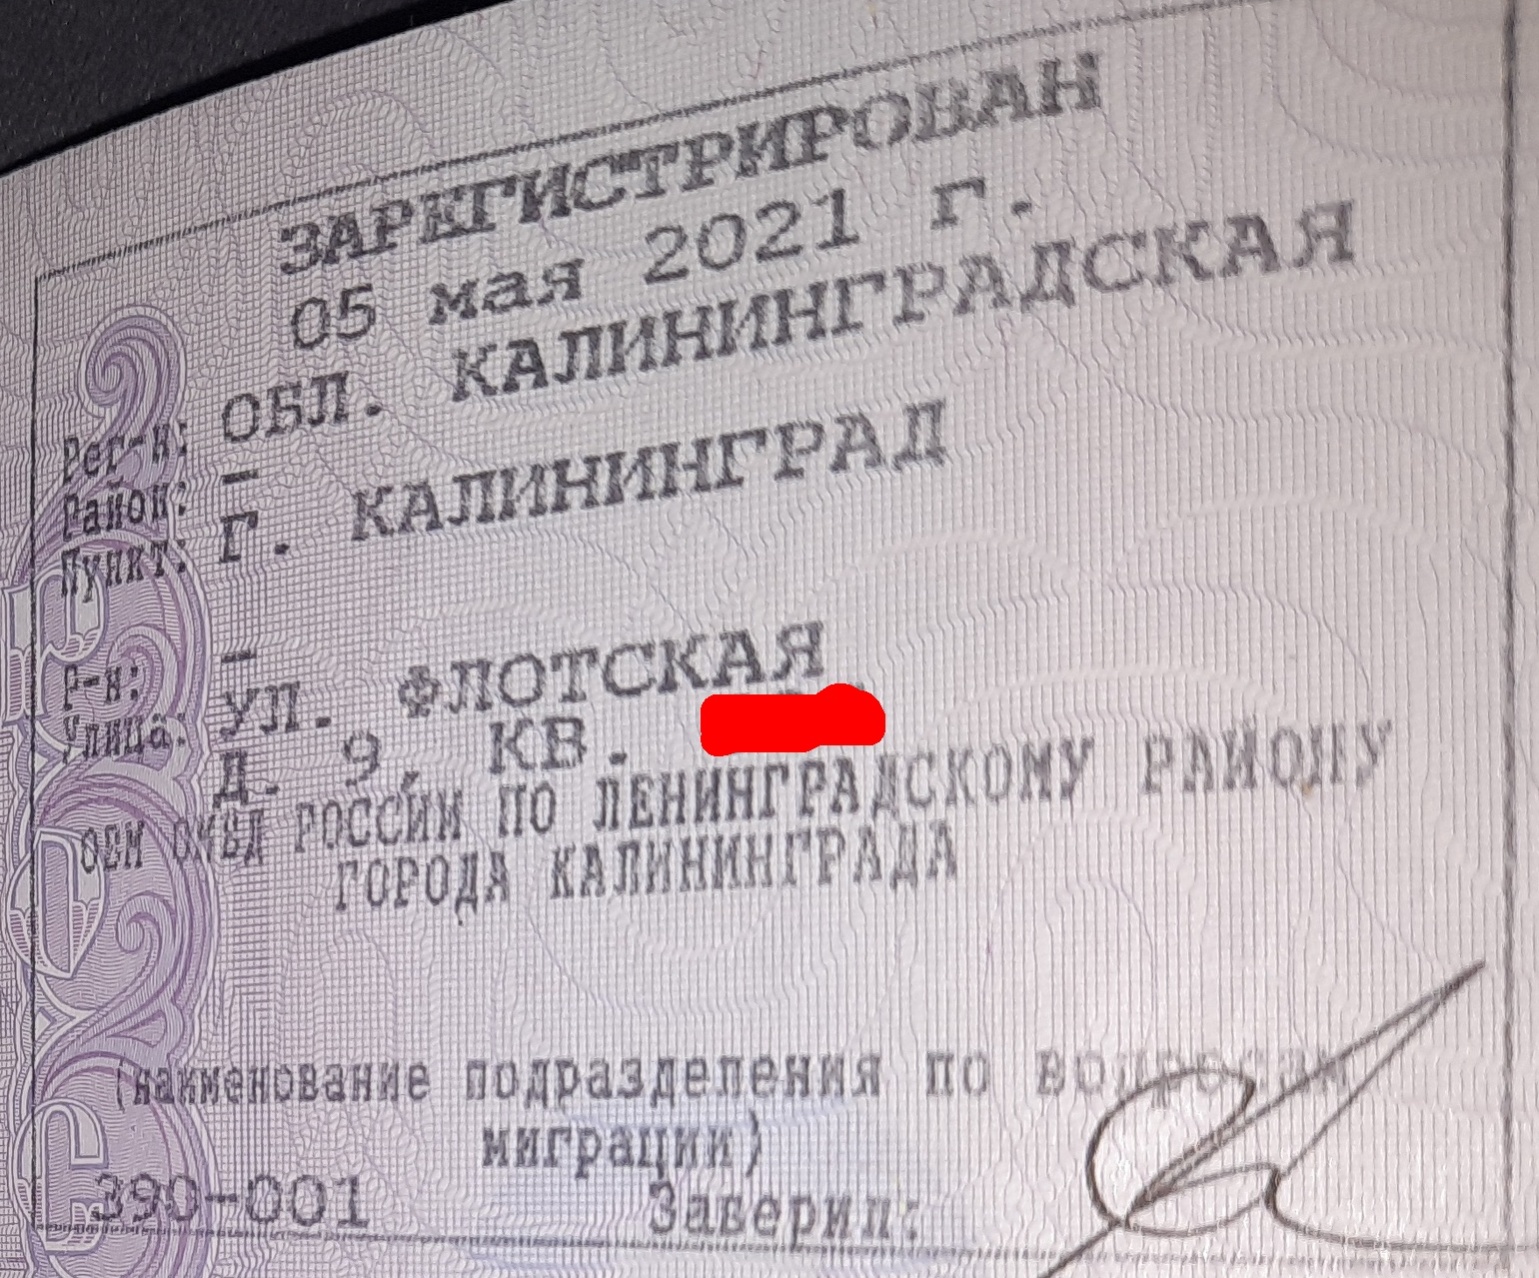 ЗАРЕГИСТРИРОВАН
05 мая 2021 г.
Рег-н: ОБЛ. КАЛИНИНГРАДСКАЯ
Район: –
Пункт: Г. КАЛИНИНГРАД
Р-н: –
Улица: УЛ. ФЛОТСКАЯ
Д. 9, КВ.
ОВМ ОМВД РОССИИ ПО ЛЕНИНГРАДСКОМУ РАЙОНУ
ГОРОДА КАЛИНИНГРАДА
(наименование подразделения по вопросам
миграции)
390-001 Заверил: